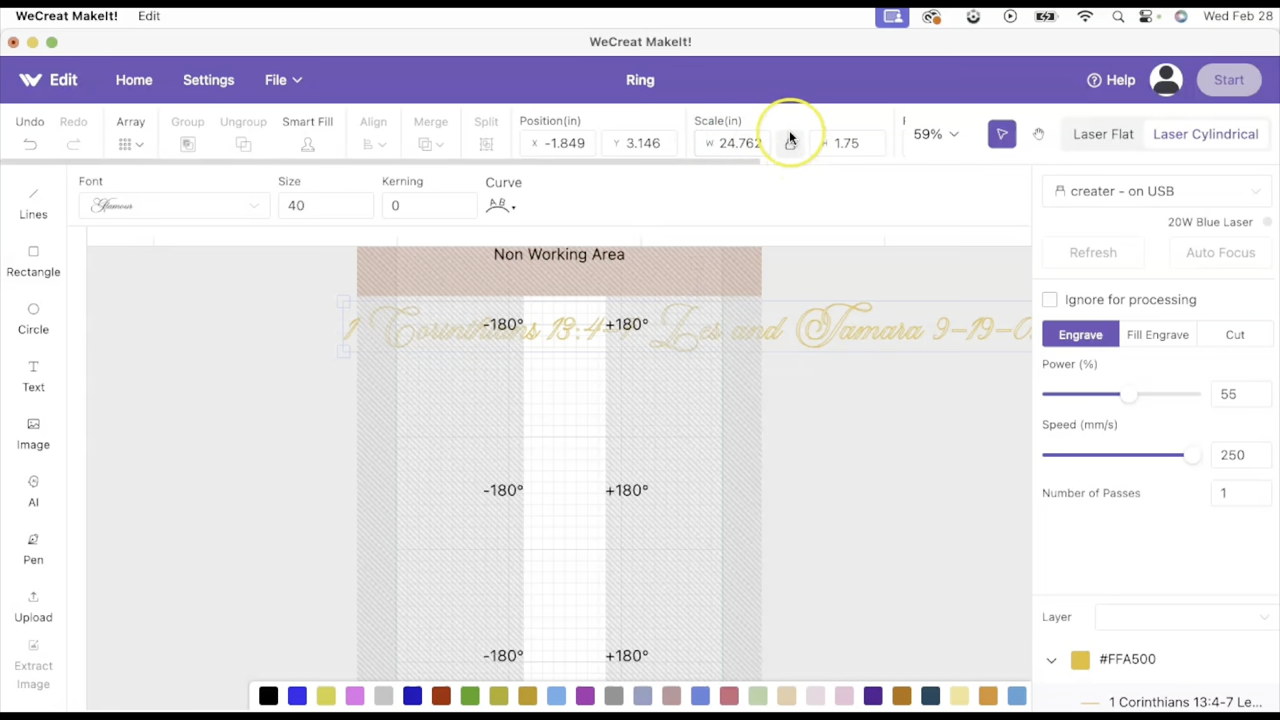 WeCreat MakeIt! Edit Wed Feb 28
WeCreat MakeIt!
Edit Home Settings File Ring Help Start
Undo Redo Array Group Ungroup Smart Fill Align Merge Split Position(in) Scale(in)
X -1.849 Y 3.146 W 24.762 H 1.75 59% Laser Flat Laser Cylindrical
Font Size Kerning Curve
Glamour 40 0
Lines
Rectangle
Circle
Text
Image
AI
Pen
Upload
Extract
Image
Non Working Area
-180° +180°
1 Corinthians 13:4-7 Les and Tamara 9-19-0
-180° +180°
-180° +180°
creater - on USB
20W Blue Laser
Refresh Auto Focus
Ignore for processing
Engrave Fill Engrave Cut
Power (%)
55
Speed (mm/s)
250
Number of Passes 1
Layer
#FFA500
1 Corinthians 13:4-7 Le...